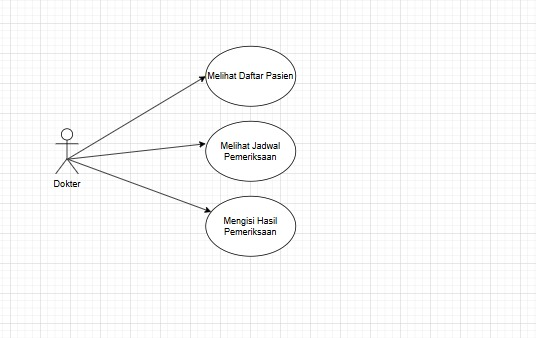 Melihat Daftar Pasien
Melihat Jadwal
Pemeriksaan
Dokter
Mengisi Hasil
Pemeriksaan